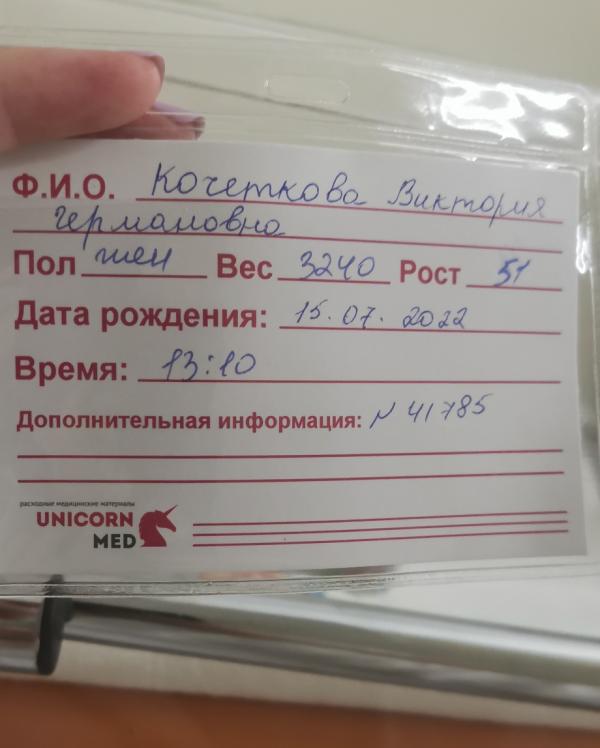 Ф.И.О. Кочеткова Виктория
Германовна
Пол жен Вес 3240 Рост 51
Дата рождения: 15.07.2022
Время: 13:10
Дополнительная информация: N 41785
расходные медицинские материалы
UNICORN
MED